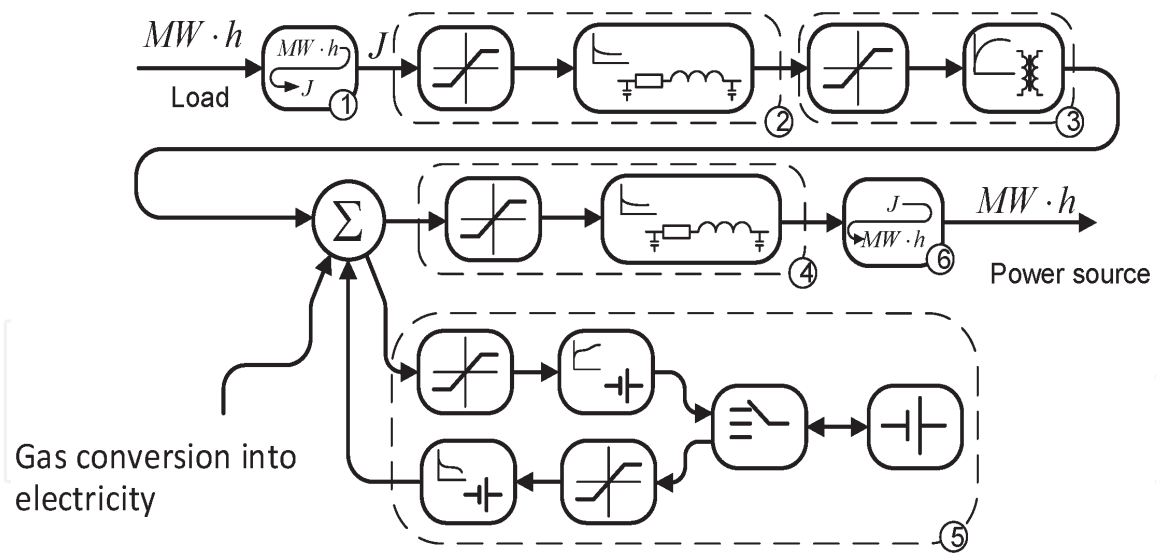 MW · h
Load
MW · h
J
1
J
2
3
Σ
4
J
MW · h
6
MW · h
Power source
5
Gas conversion into
electricity